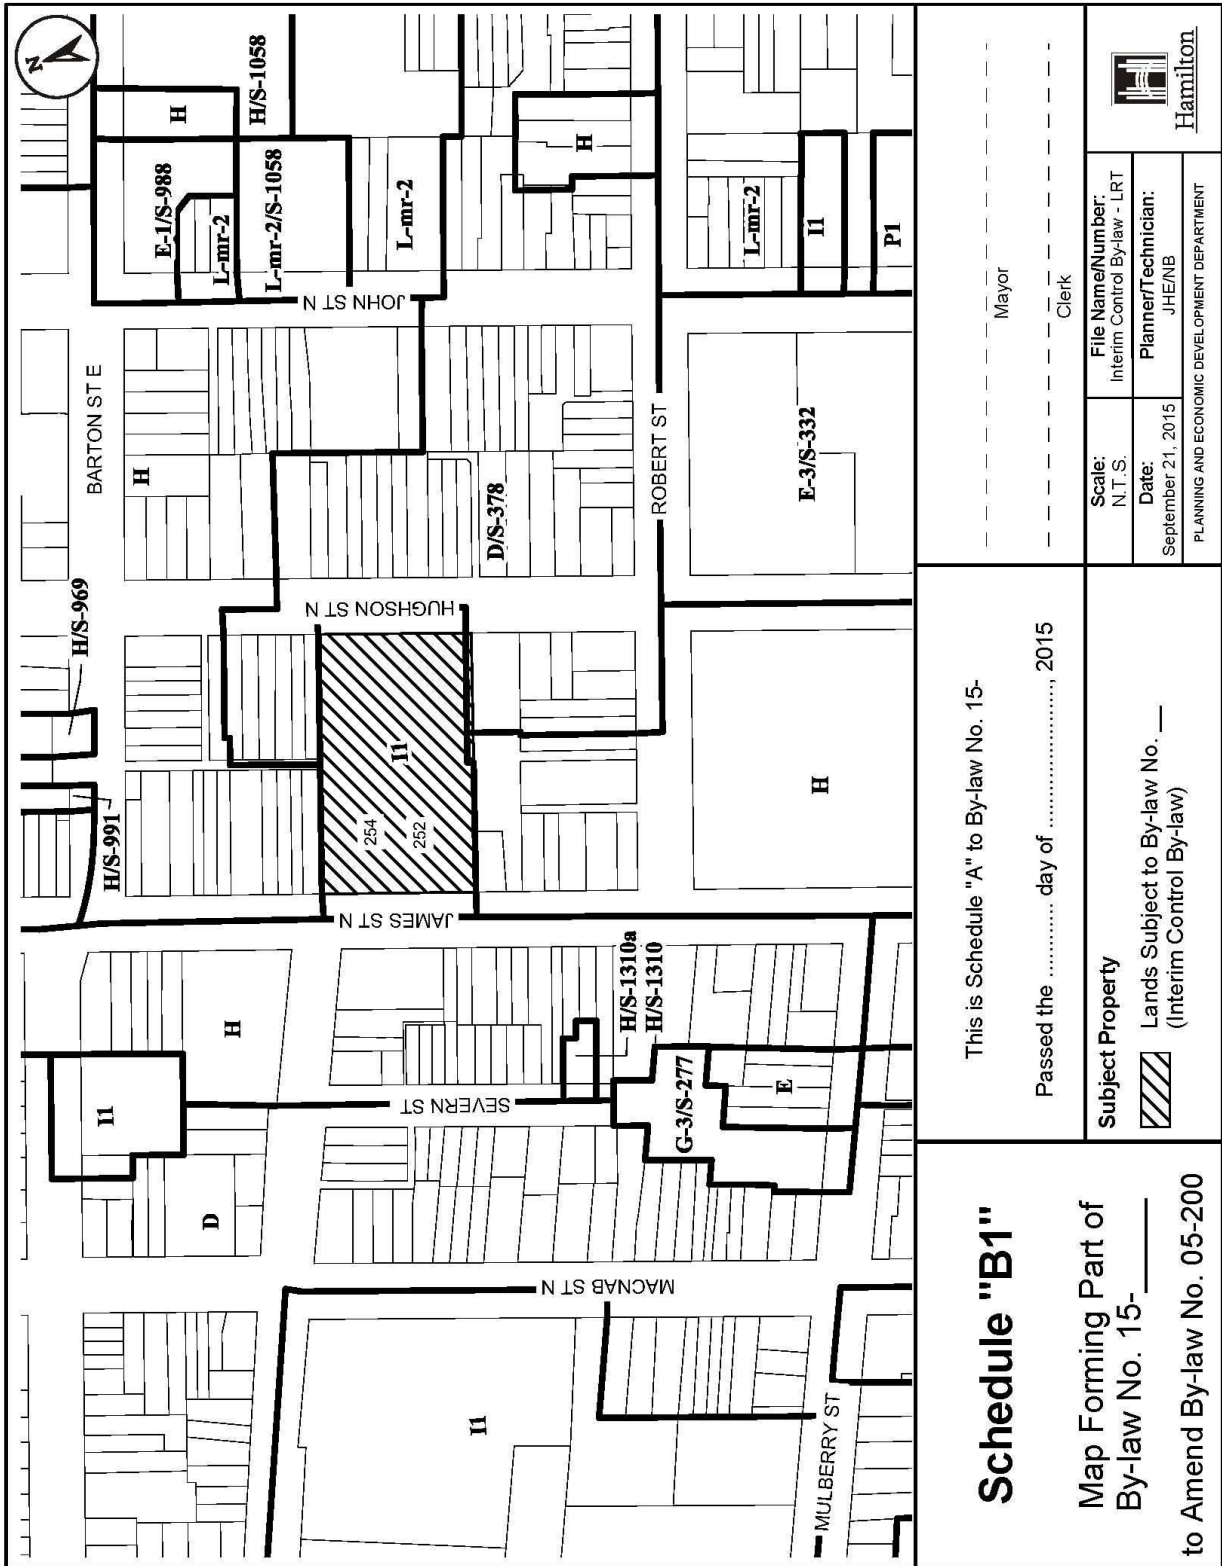 N
BARTON ST E
H/S-969
H/S-991
H
E-1/S-988
H
L-mr-2
L-mr-2/S-1058
H/S-1058
I1
D
H
JOHN ST N
HUGHSON ST N
JAMES ST N
SEVERN ST
MACNAB ST N
I1
254
252
I1
D/S-378
L-mr-2
H
ROBERT ST
H/S-1310a
H/S-1310
G-3/S-277
E
H
E-3/S-332
L-mr-2
I1
P1
MULBERRY ST
Schedule "B1"
Map Forming Part of
By-law No. 15-______
to Amend By-law No. 05-200
This is Schedule "A" to By-law No. 15-
Passed the ............ day of ......................, 2015
Subject Property
Lands Subject to By-law No. __
(Interim Control By-law)
Mayor
Clerk
Scale:
N.T.S.
File Name/Number:
Interim Control By-law - LRT
Date:
September 21, 2015
Planner/Technician:
JHE/NB
PLANNING AND ECONOMIC DEVELOPMENT DEPARTMENT
Hamilton